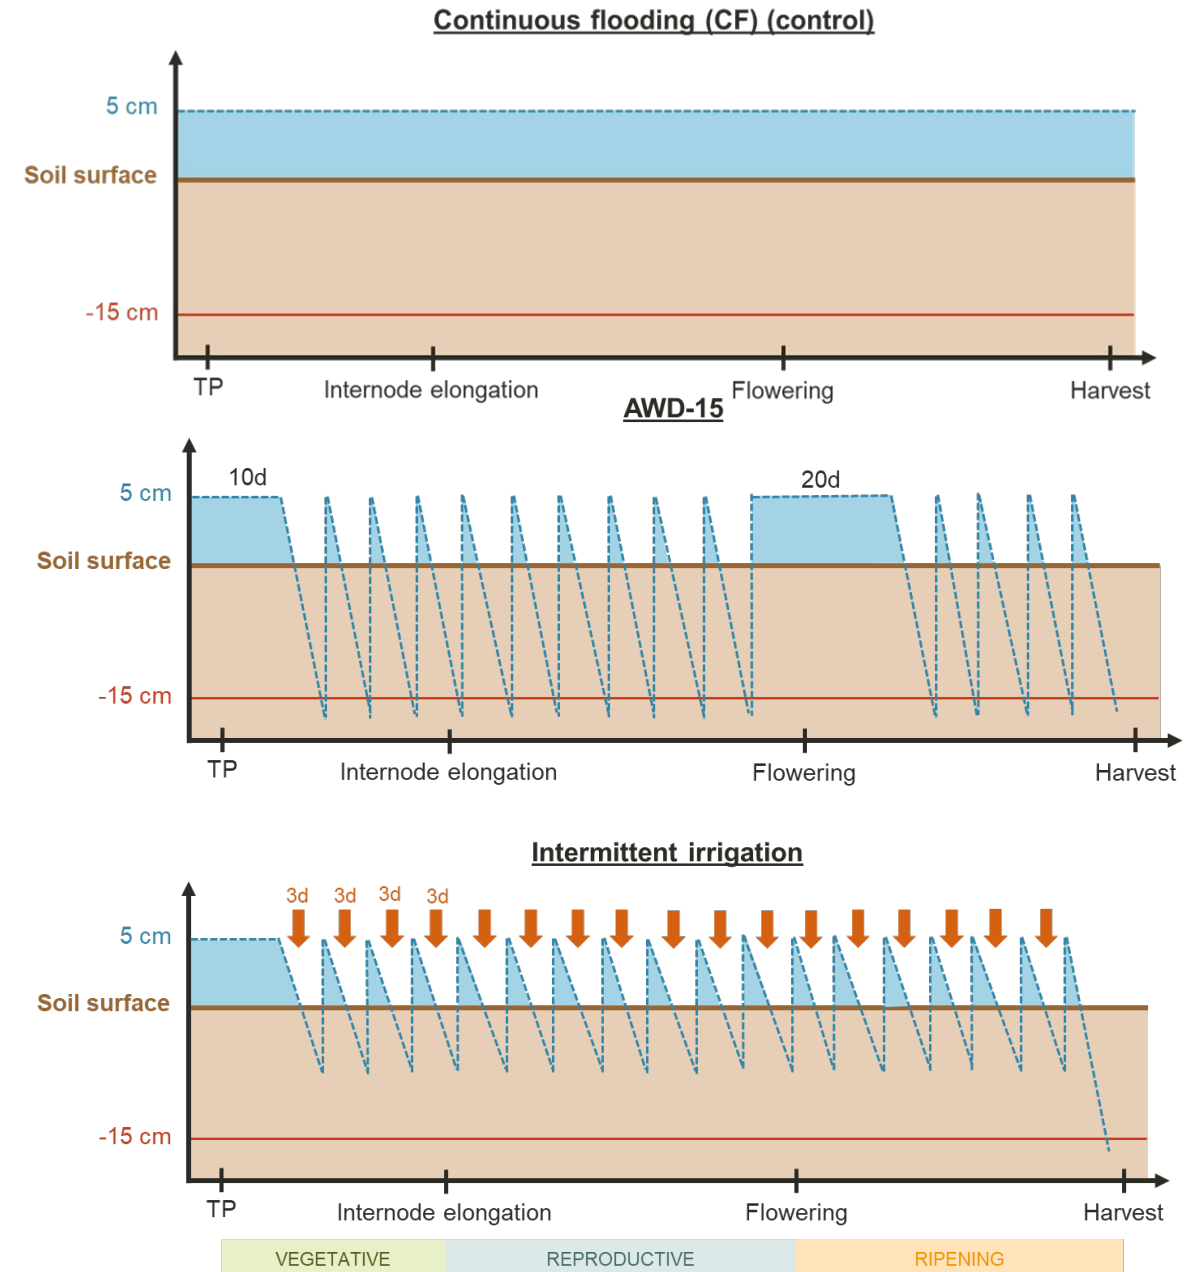 Continuous flooding (CF) (control)
5 cm
Soil surface
-15 cm
TP
Internode elongation
Flowering
Harvest
AWD-15
10d
20d
5 cm
Soil surface
-15 cm
TP
Internode elongation
Flowering
Harvest
Intermittent irrigation
3d 3d 3d 3d
5 cm
Soil surface
-15 cm
TP
Internode elongation
Flowering
Harvest
VEGETATIVE
REPRODUCTIVE
RIPENING